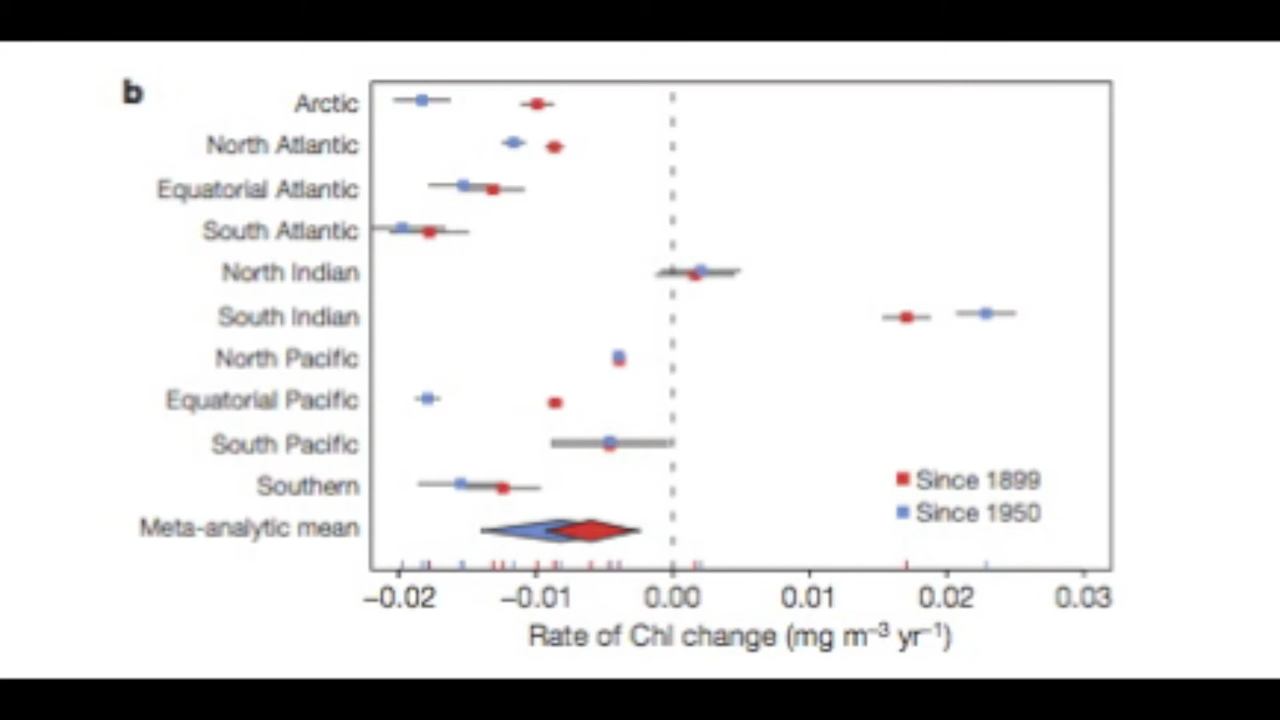 b
Arctic
North Atlantic
Equatorial Atlantic
South Atlantic
North Indian
South Indian
North Pacific
Equatorial Pacific
South Pacific
Southern
Meta-analytic mean
Since 1899
Since 1950
−0.02 −0.01 0.00 0.01 0.02 0.03
Rate of Chl change (mg m⁻³ yr⁻¹)